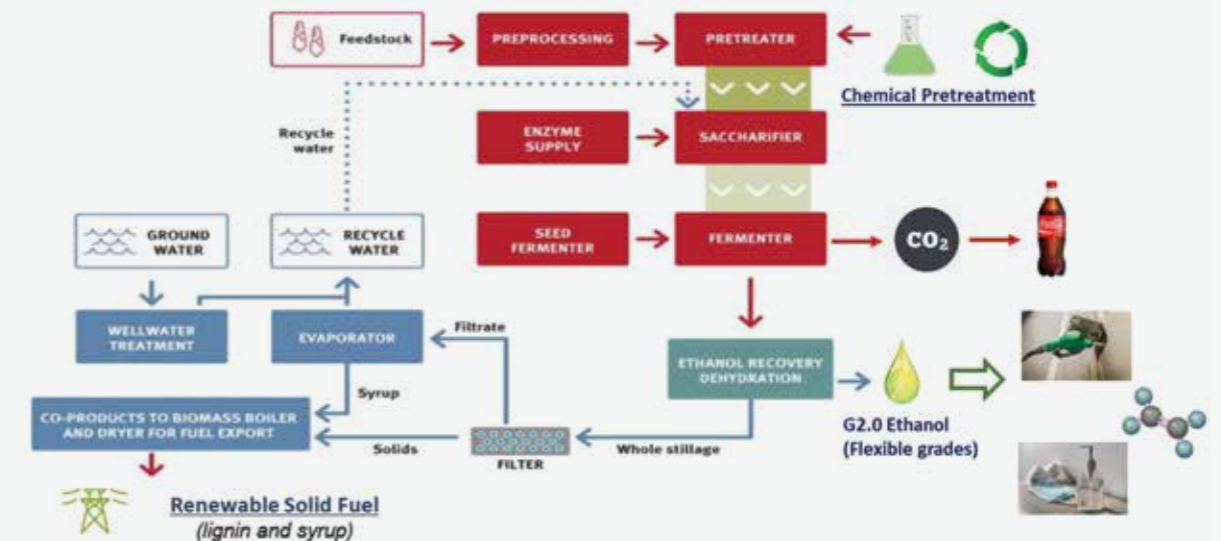 Feedstock
PREPROCESSING
PRETREATER
Chemical Pretreatment
Recycle
water
ENZYME
SUPPLY
SACCHARIFIER
GROUND
WATER
RECYCLE
WATER
SEED
FERMENTER
FERMENTER
CO₂
WELLWATER
TREATMENT
EVAPORATOR
Filtrate
ETHANOL RECOVERY
DEHYDRATION
Syrup
CO-PRODUCTS TO BIOMASS BOILER
AND DRYER FOR FUEL EXPORT
Solids
FILTER
Whole stillage
G2.0 Ethanol
(Flexible grades)
Renewable Solid Fuel
(lignin and syrup)